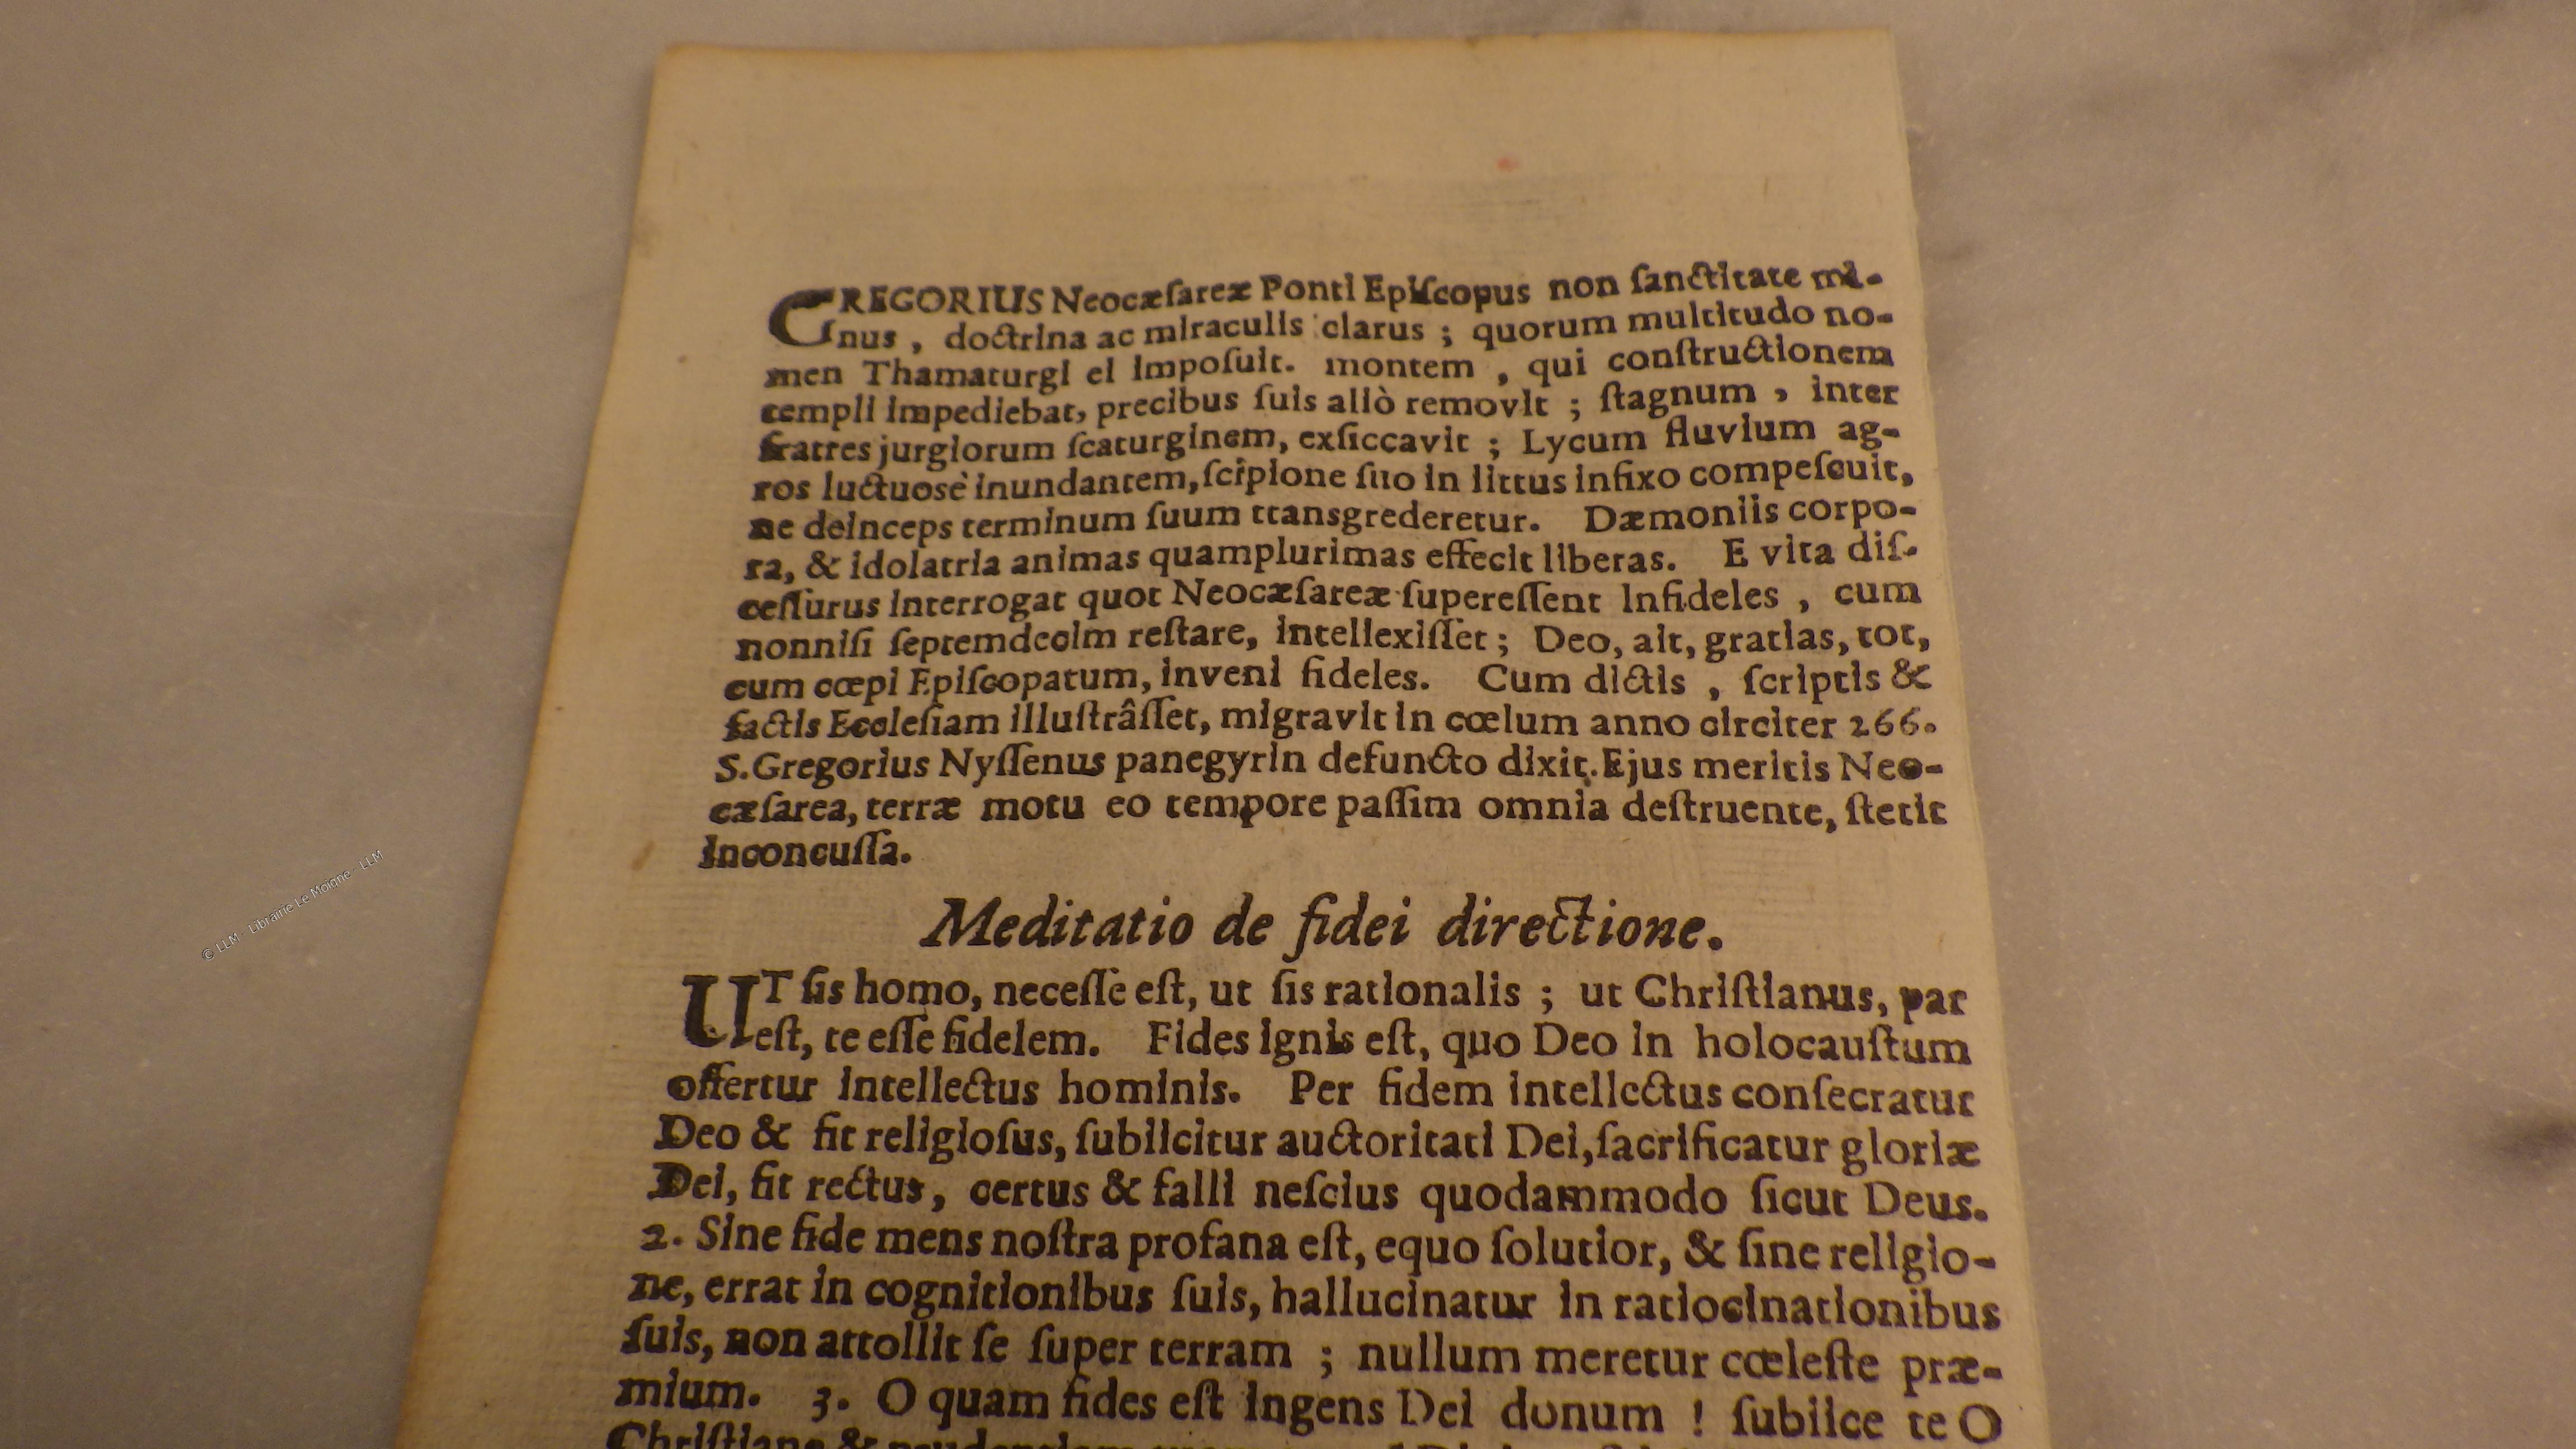 GREGORIUS Neocæſareæ Ponti Epiſcopus non ſanctitate mi-
nus, doctrina ac miraculis clarus; quorum multitudo no-
men Thamaturgi ei impoſuit. montem, qui conſtructionem
templi impediebat, precibus ſuis aliò removit; ſtagnum, inter
fratres jurgiorum ſcaturginem, exſiccavit; Lycum fluvium ag-
ros luctuosè inundantem, ſcipione ſuo in littus infixo compeſcuit,
ne deinceps terminum ſuum ttansgrederetur. Dæmoniis corpo-
ra, & idolatria animas quamplurimas effecit liberas. E vita diſ-
ceſſurus interrogat quot Neocæſareæ ſupereſſent Infideles, cum
nonniſi ſeptemdecim reſtare, intellexiſſet; Deo, ait, gratias, tot,
cum cœpi Epiſcopatum, inveni fideles. Cum dictis, ſcriptis &
factis Eccleſiam illuſtrâſſet, migravit in cœlum anno circiter 266.
S. Gregorius Nyſſenus panegyrin defuncto dixit. Ejus meritis Neo-
cæſarea, terræ motu eo tempore paſſim omnia deſtruente, ſtetit
inconcuſſa.
Meditatio de fidei directione.
UT ſis homo, neceſſe eſt, ut ſis rationalis; ut Chriſtianus, par
eſt, te eſſe fidelem. Fides ignis eſt, quo Deo in holocauſtum
offertur intellectus hominis. Per fidem intellectus conſecratur
Deo & fit religioſus, ſubiicitur auctoritati Dei, ſacrificatur gloriæ
Dei, fit rectus, certus & falli neſcius quodammodo ſicut Deus.
2. Sine fide mens noſtra profana eſt, equo ſolutior, & ſine religio-
ne, errat in cognitionibus ſuis, hallucinatur in ratiocinationibus
ſuis, non attollit ſe ſuper terram; nullum meretur cœleſte præ-
mium. 3. O quam fides eſt ingens Dei donum! ſubiice te O
Chriſtiane &
© LLM - Librairie Le Moigne - LLM